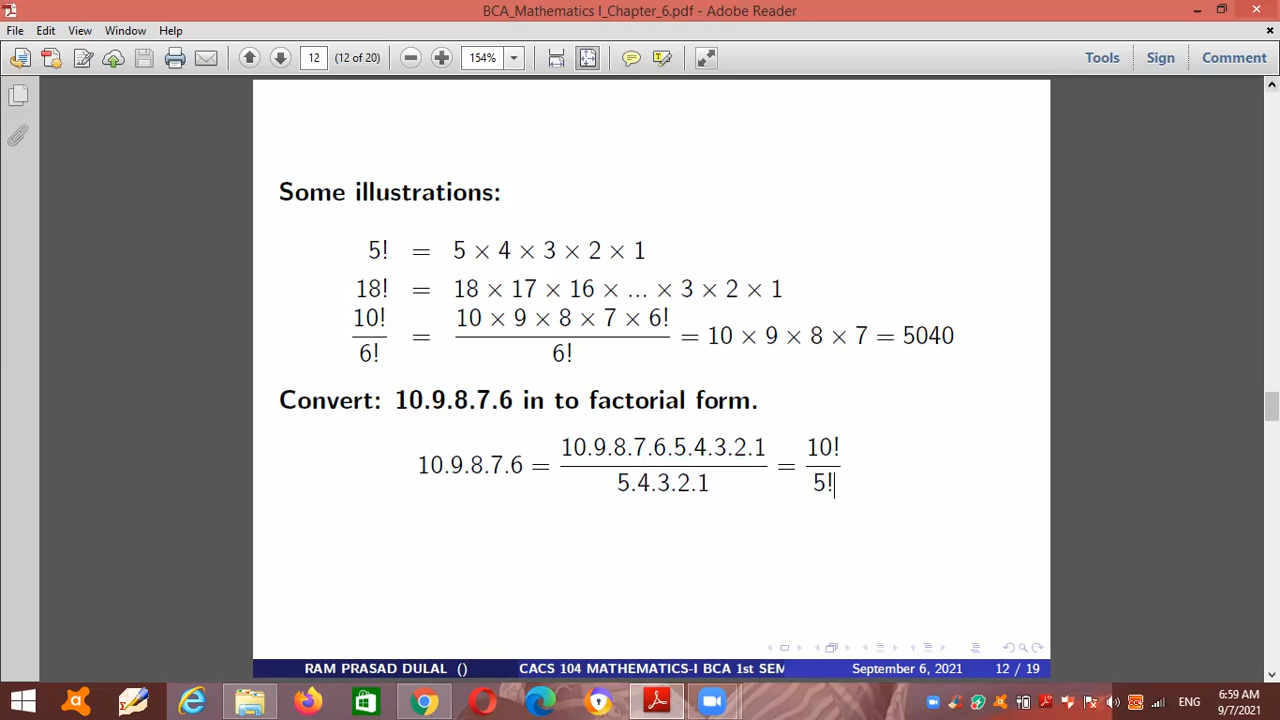 BCA_Mathematics I_Chapter_6.pdf - Adobe Reader
File Edit View Window Help
12 (12 of 20) 154% Tools Sign Comment
Some illustrations:
5! = 5 × 4 × 3 × 2 × 1
18! = 18 × 17 × 16 × ... × 3 × 2 × 1
10!/6! = 10 × 9 × 8 × 7 × 6!/6! = 10 × 9 × 8 × 7 = 5040
Convert: 10.9.8.7.6 in to factorial form.
10.9.8.7.6 = 10.9.8.7.6.5.4.3.2.1/5.4.3.2.1 = 10!/5!
RAM PRASAD DULAL () CACS 104 MATHEMATICS-I BCA 1st SEM September 6, 2021 12 / 19
ENG 6:59 AM
9/7/2021